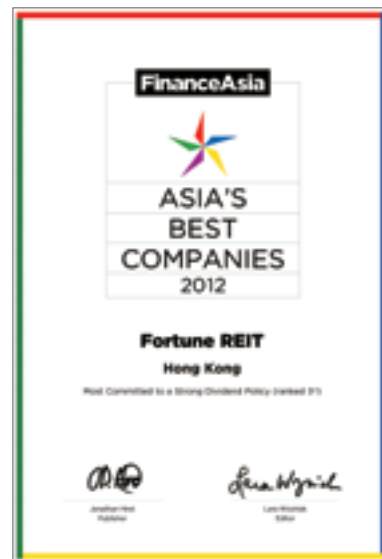 FinanceAsia
ASIA'S
BEST
COMPANIES
2012
Fortune REIT
Hong Kong
Most Committed to a Strong Dividend Policy (ranked
Jonathan Hirst
Publisher
Lara Wozniak
Editor